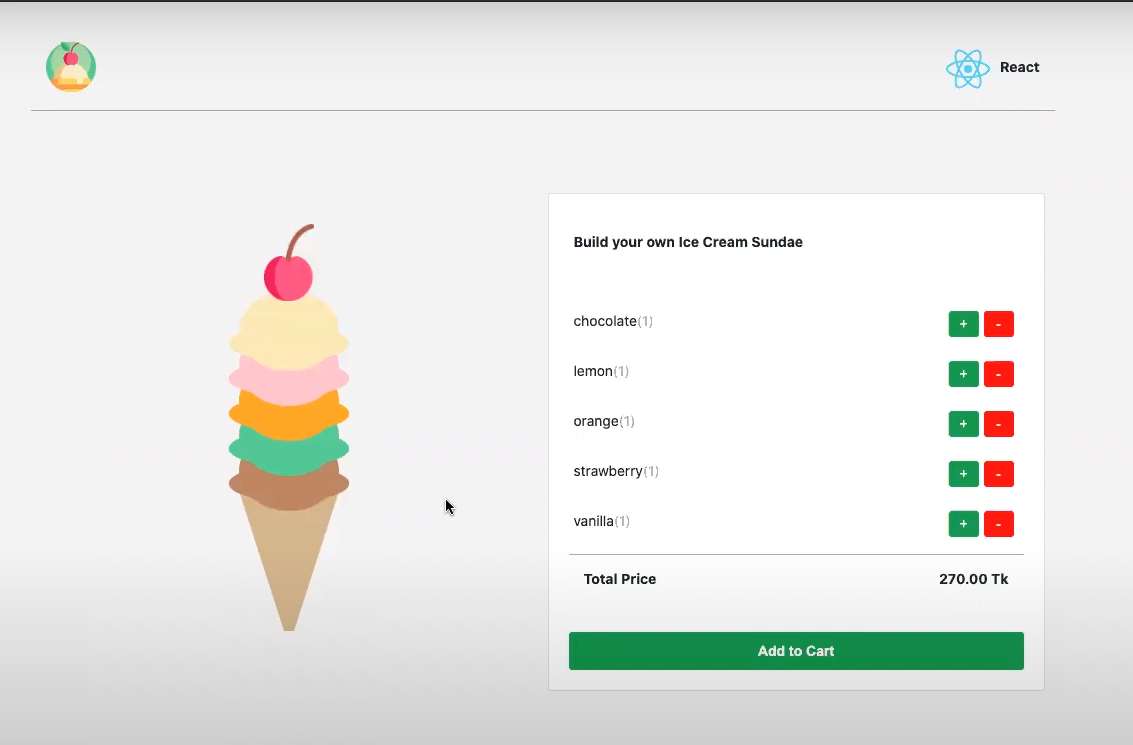 React
Build your own Ice Cream Sundae
chocolate(1)
+ -
lemon(1)
+ -
orange(1)
+ -
strawberry(1)
+ -
vanilla(1)
+ -
Total Price 270.00 Tk
Add to Cart